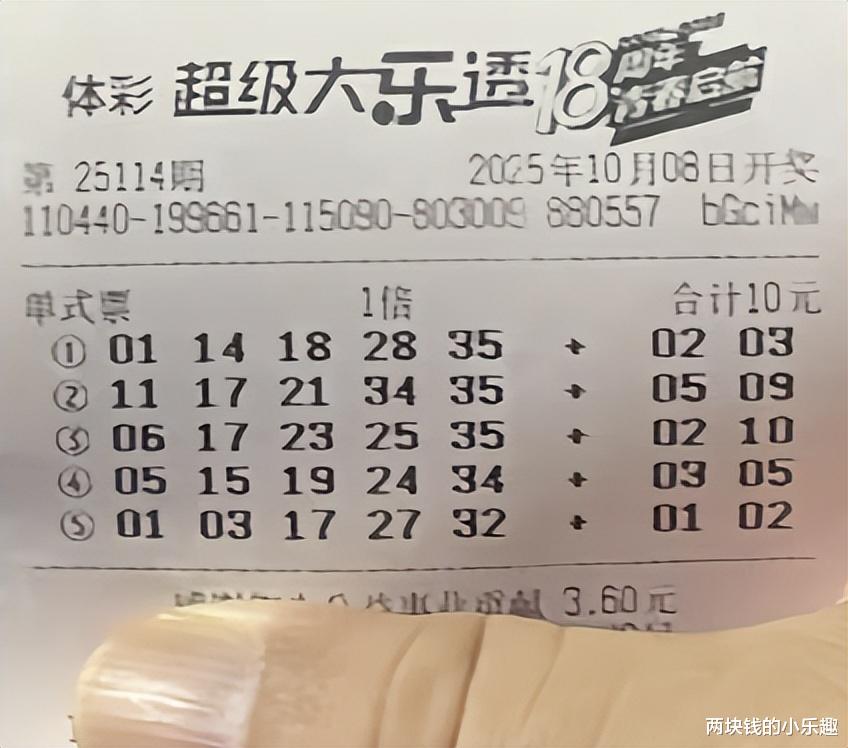 体彩 超级大乐透 18周年
第 25114期 2025年10月08日开奖
110440-199661-115090-803009 880557 bGciMw
单式票 1倍 合计10元
① 01 14 18 28 35 + 02 03
② 11 17 21 34 35 + 05 09
③ 06 17 23 25 35 + 02 10
④ 05 15 19 24 34 + 03 05
⑤ 01 03 17 27 32 + 01 02
3.60元
两块钱的小乐趣